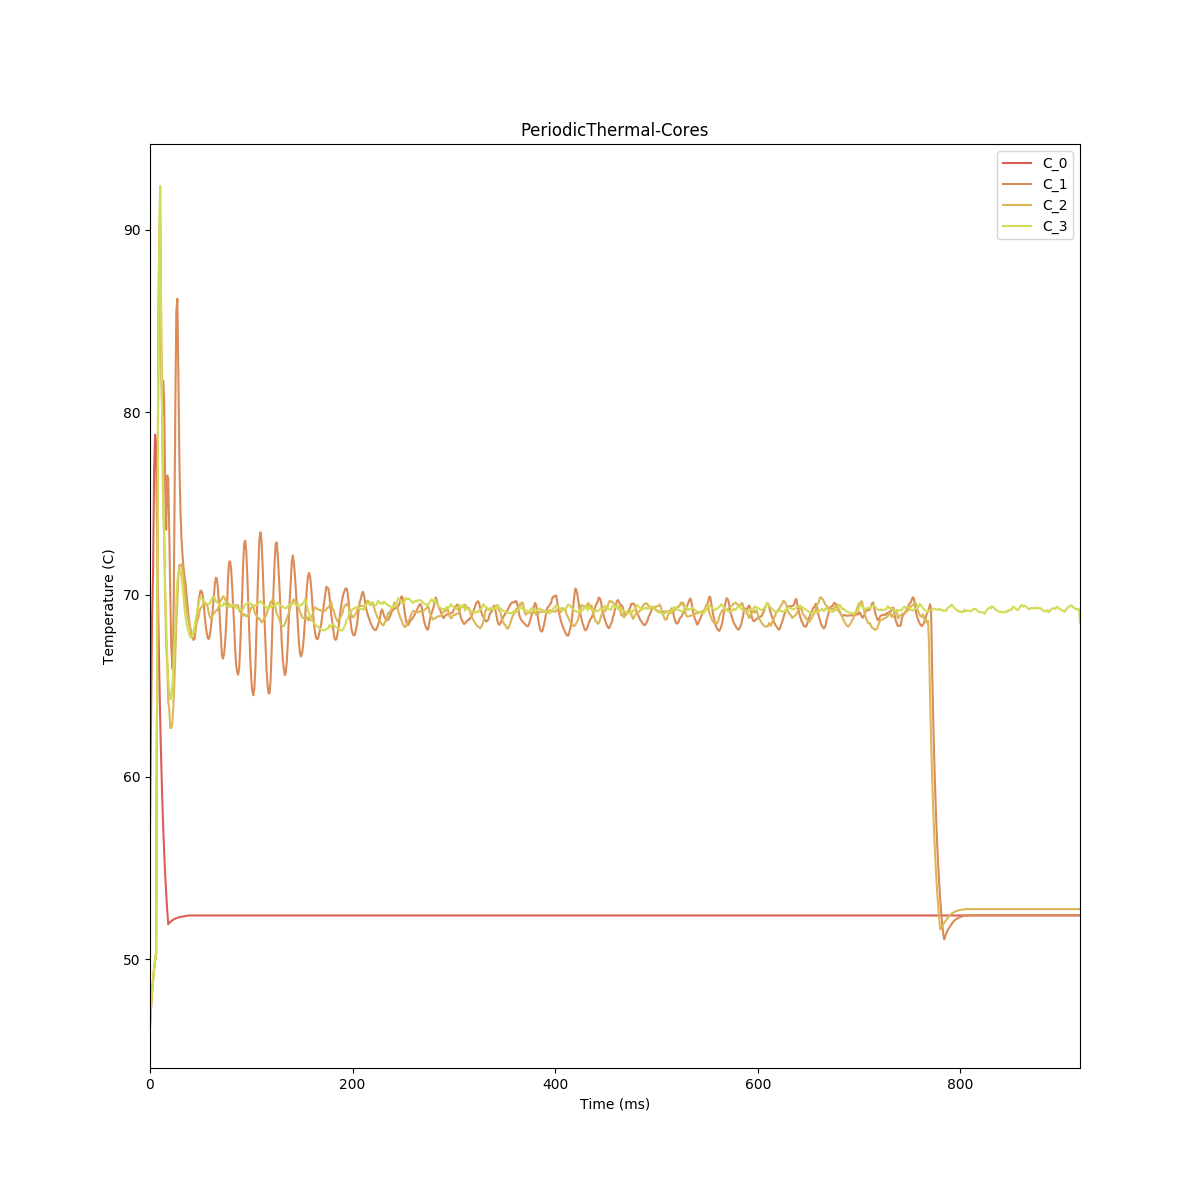 PeriodicThermal-Cores
C_0
C_1
C_2
C_3
Temperature (C)
90
80
70
60
50
0 200 400 600 800
Time (ms)